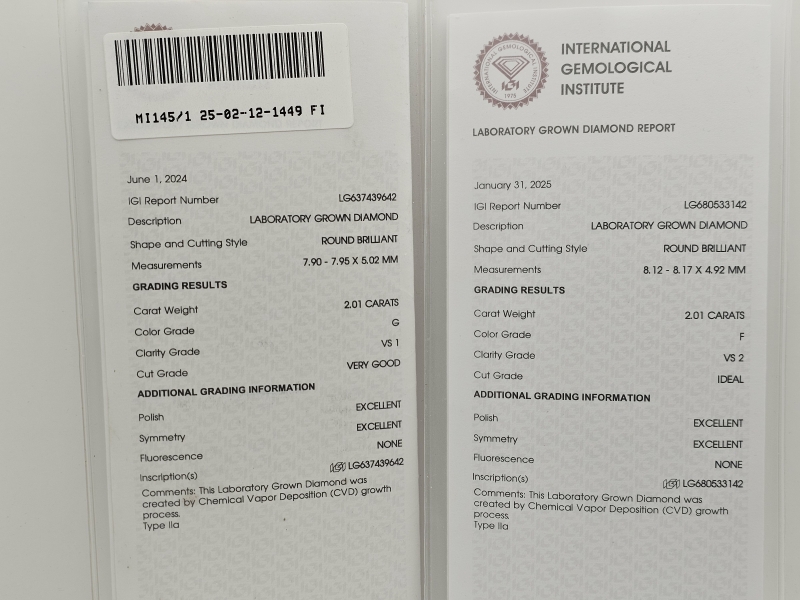 MI145/1 25-02-12-1449 FI
June 1, 2024
IGI Report Number LG637439642
Description LABORATORY GROWN DIAMOND
Shape and Cutting Style ROUND BRILLIANT
Measurements 7.90 - 7.95 X 5.02 MM
GRADING RESULTS
Carat Weight 2.01 CARATS
Color Grade G
Clarity Grade VS 1
Cut Grade VERY GOOD
ADDITIONAL GRADING INFORMATION
Polish EXCELLENT
Symmetry EXCELLENT
Fluorescence NONE
Inscription(s) IGI LG637439642
Comments: This Laboratory Grown Diamond was
created by Chemical Vapor Deposition (CVD) growth
process.
Type IIa
INTERNATIONAL GEMOLOGICAL INSTITUTE
IGI
1975
INTERNATIONAL
GEMOLOGICAL
INSTITUTE
LABORATORY GROWN DIAMOND REPORT
January 31, 2025
IGI Report Number LG680533142
Description LABORATORY GROWN DIAMOND
Shape and Cutting Style ROUND BRILLIANT
Measurements 8.12 - 8.17 X 4.92 MM
GRADING RESULTS
Carat Weight 2.01 CARATS
Color Grade F
Clarity Grade VS 2
Cut Grade IDEAL
ADDITIONAL GRADING INFORMATION
Polish EXCELLENT
Symmetry EXCELLENT
Fluorescence NONE
Inscription(s) IGI LG680533142
Comments: This Laboratory Grown Diamond was
created by Chemical Vapor Deposition (CVD) growth
process.
Type IIa